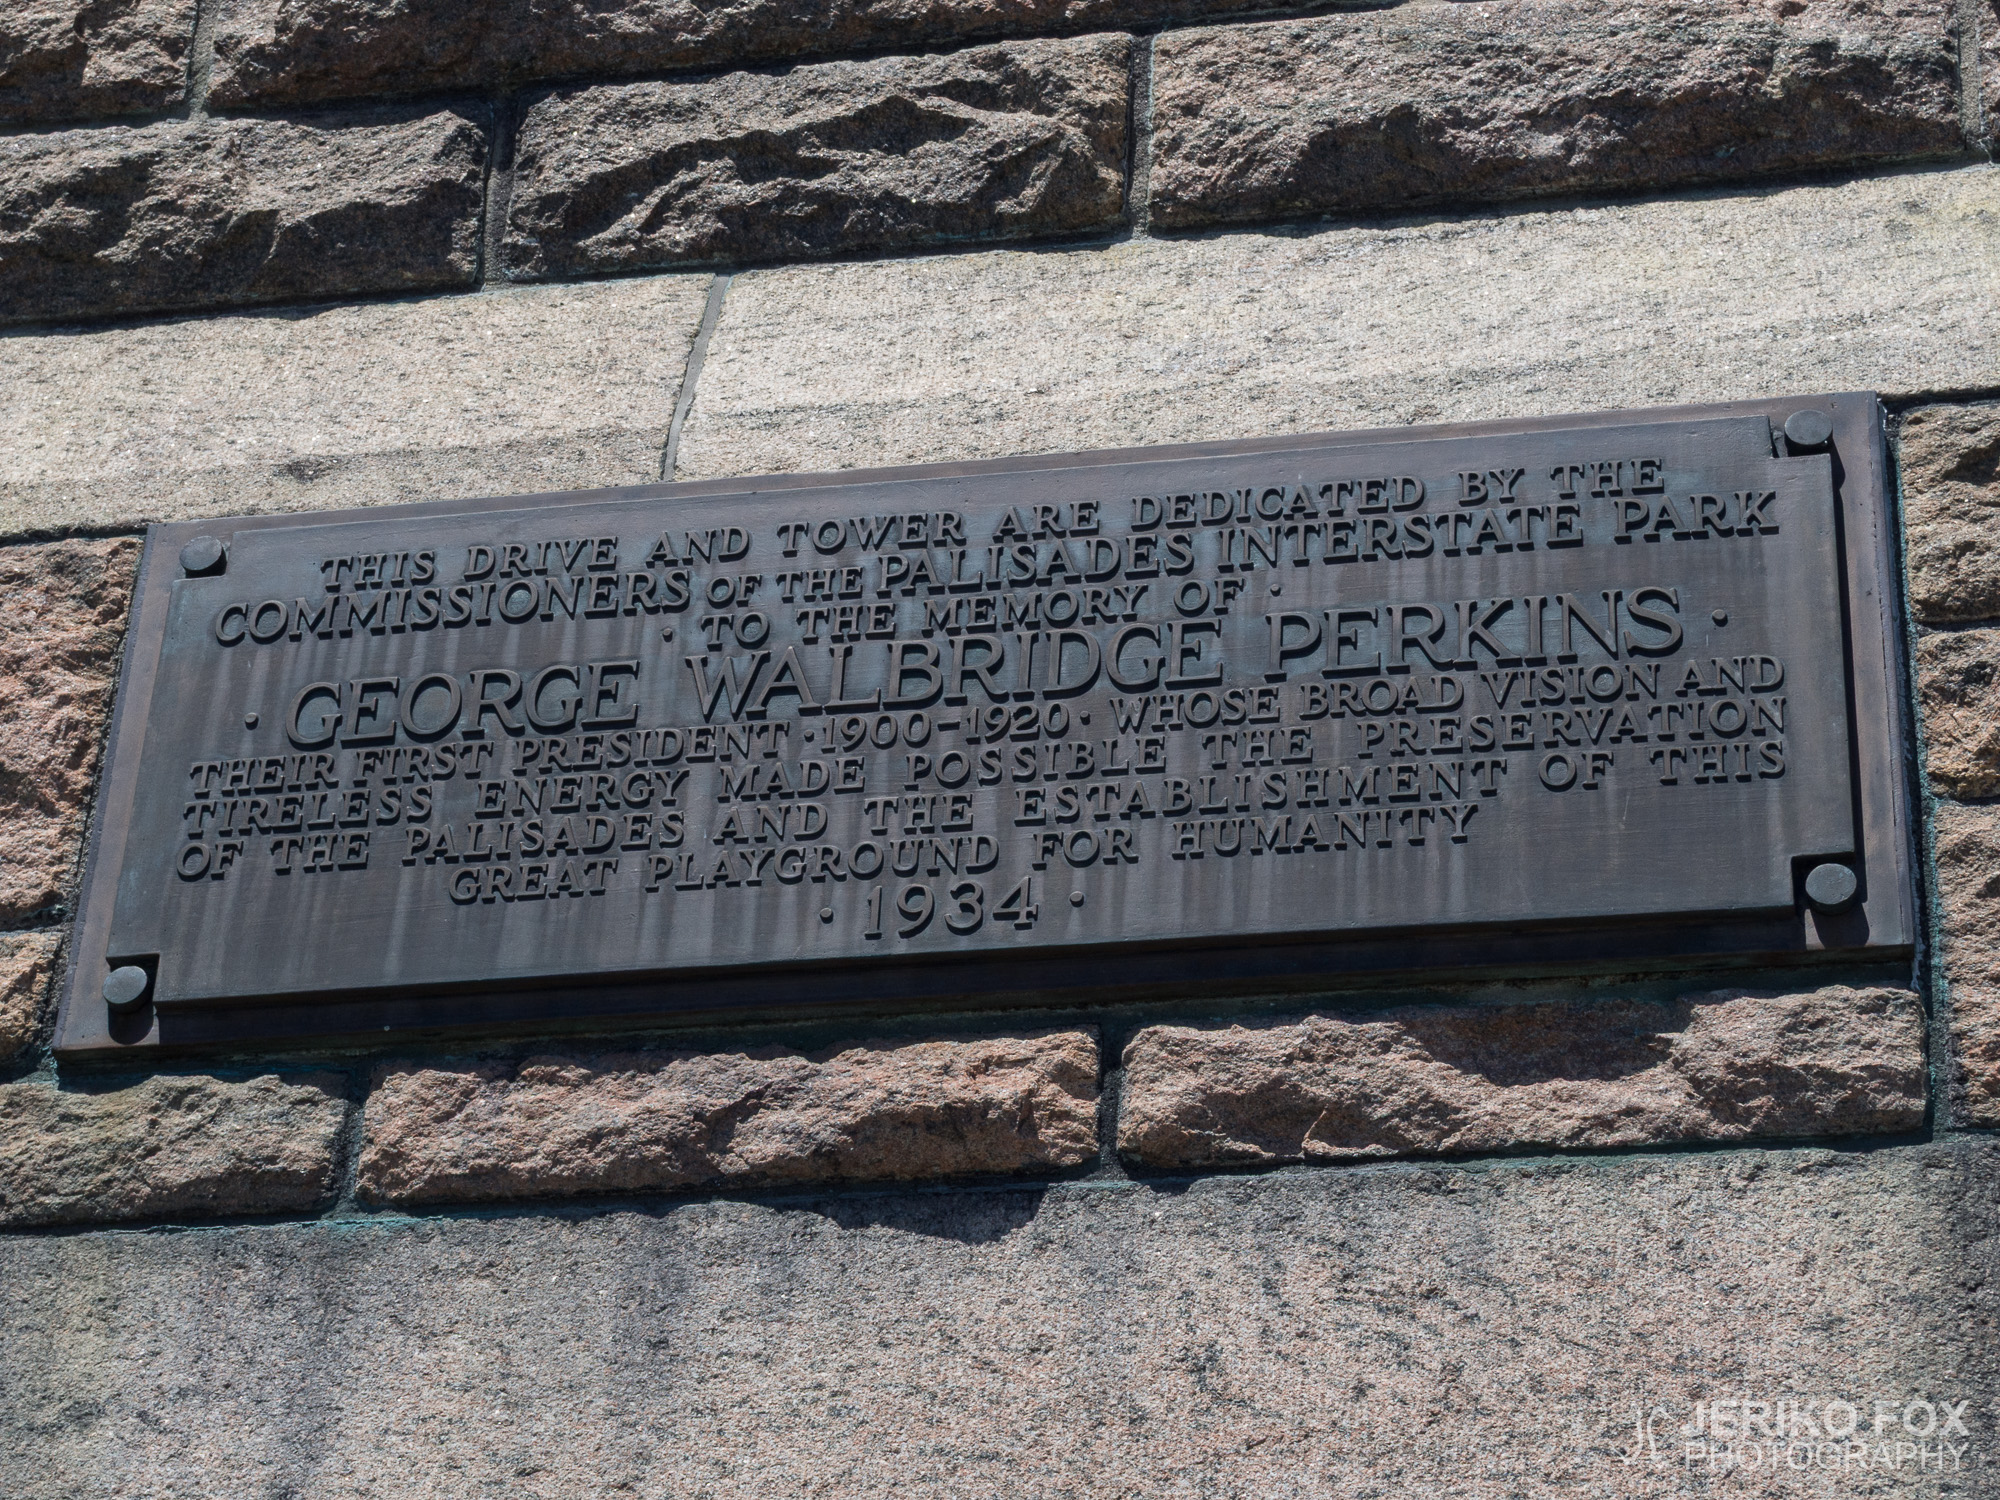 THIS DRIVE AND TOWER ARE DEDICATED BY THE
COMMISSIONERS OF THE PALISADES INTERSTATE PARK
· TO THE MEMORY OF ·
· GEORGE WALBRIDGE PERKINS ·
THEIR FIRST PRESIDENT · 1900–1920 · WHOSE BROAD VISION AND
TIRELESS ENERGY MADE POSSIBLE THE PRESERVATION
OF THE PALISADES AND THE ESTABLISHMENT OF THIS
GREAT PLAYGROUND FOR HUMANITY
· 1934 ·
JERIKO FOX
PHOTOGRAPHY